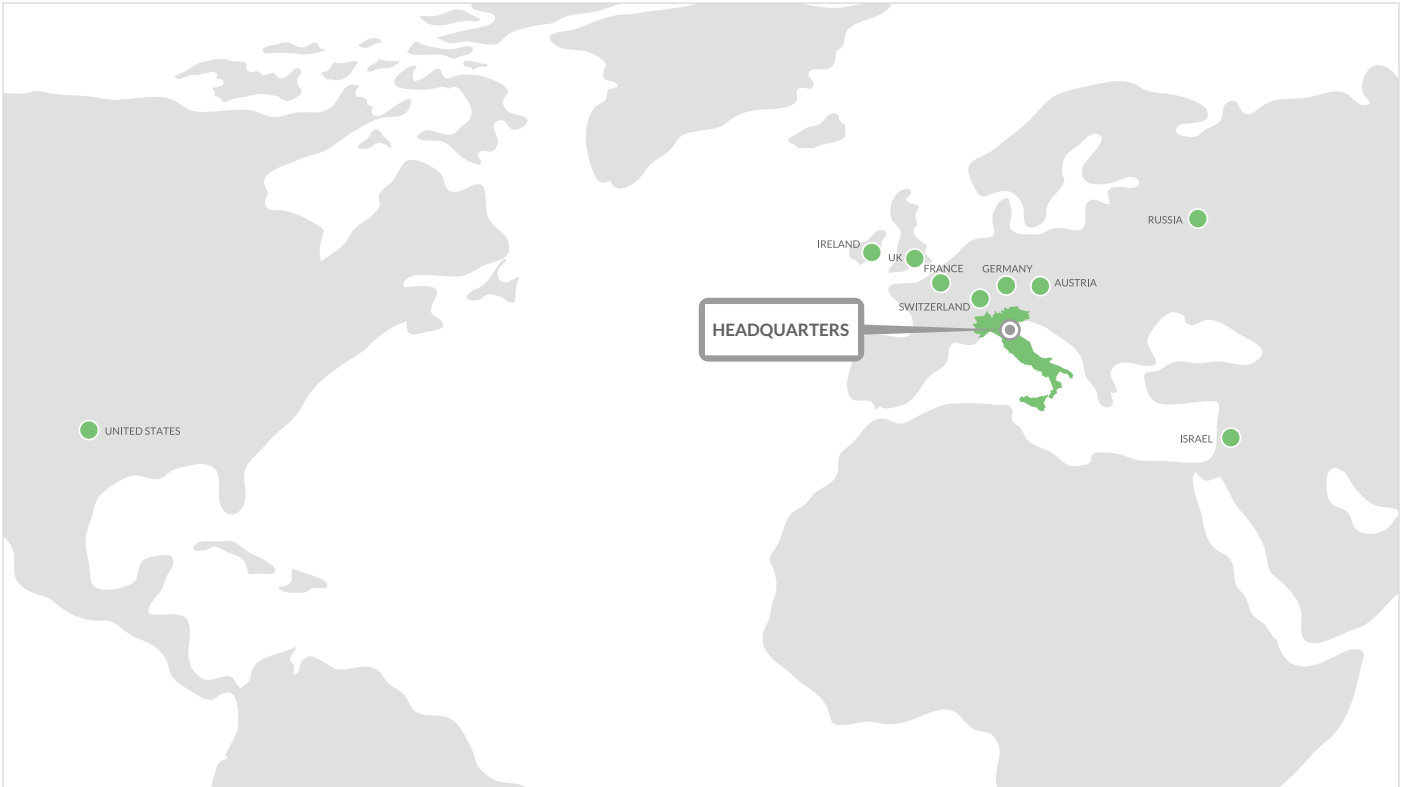 RUSSIA
IRELAND
UK
FRANCE
GERMANY
AUSTRIA
SWITZERLAND
HEADQUARTERS
UNITED STATES
ISRAEL